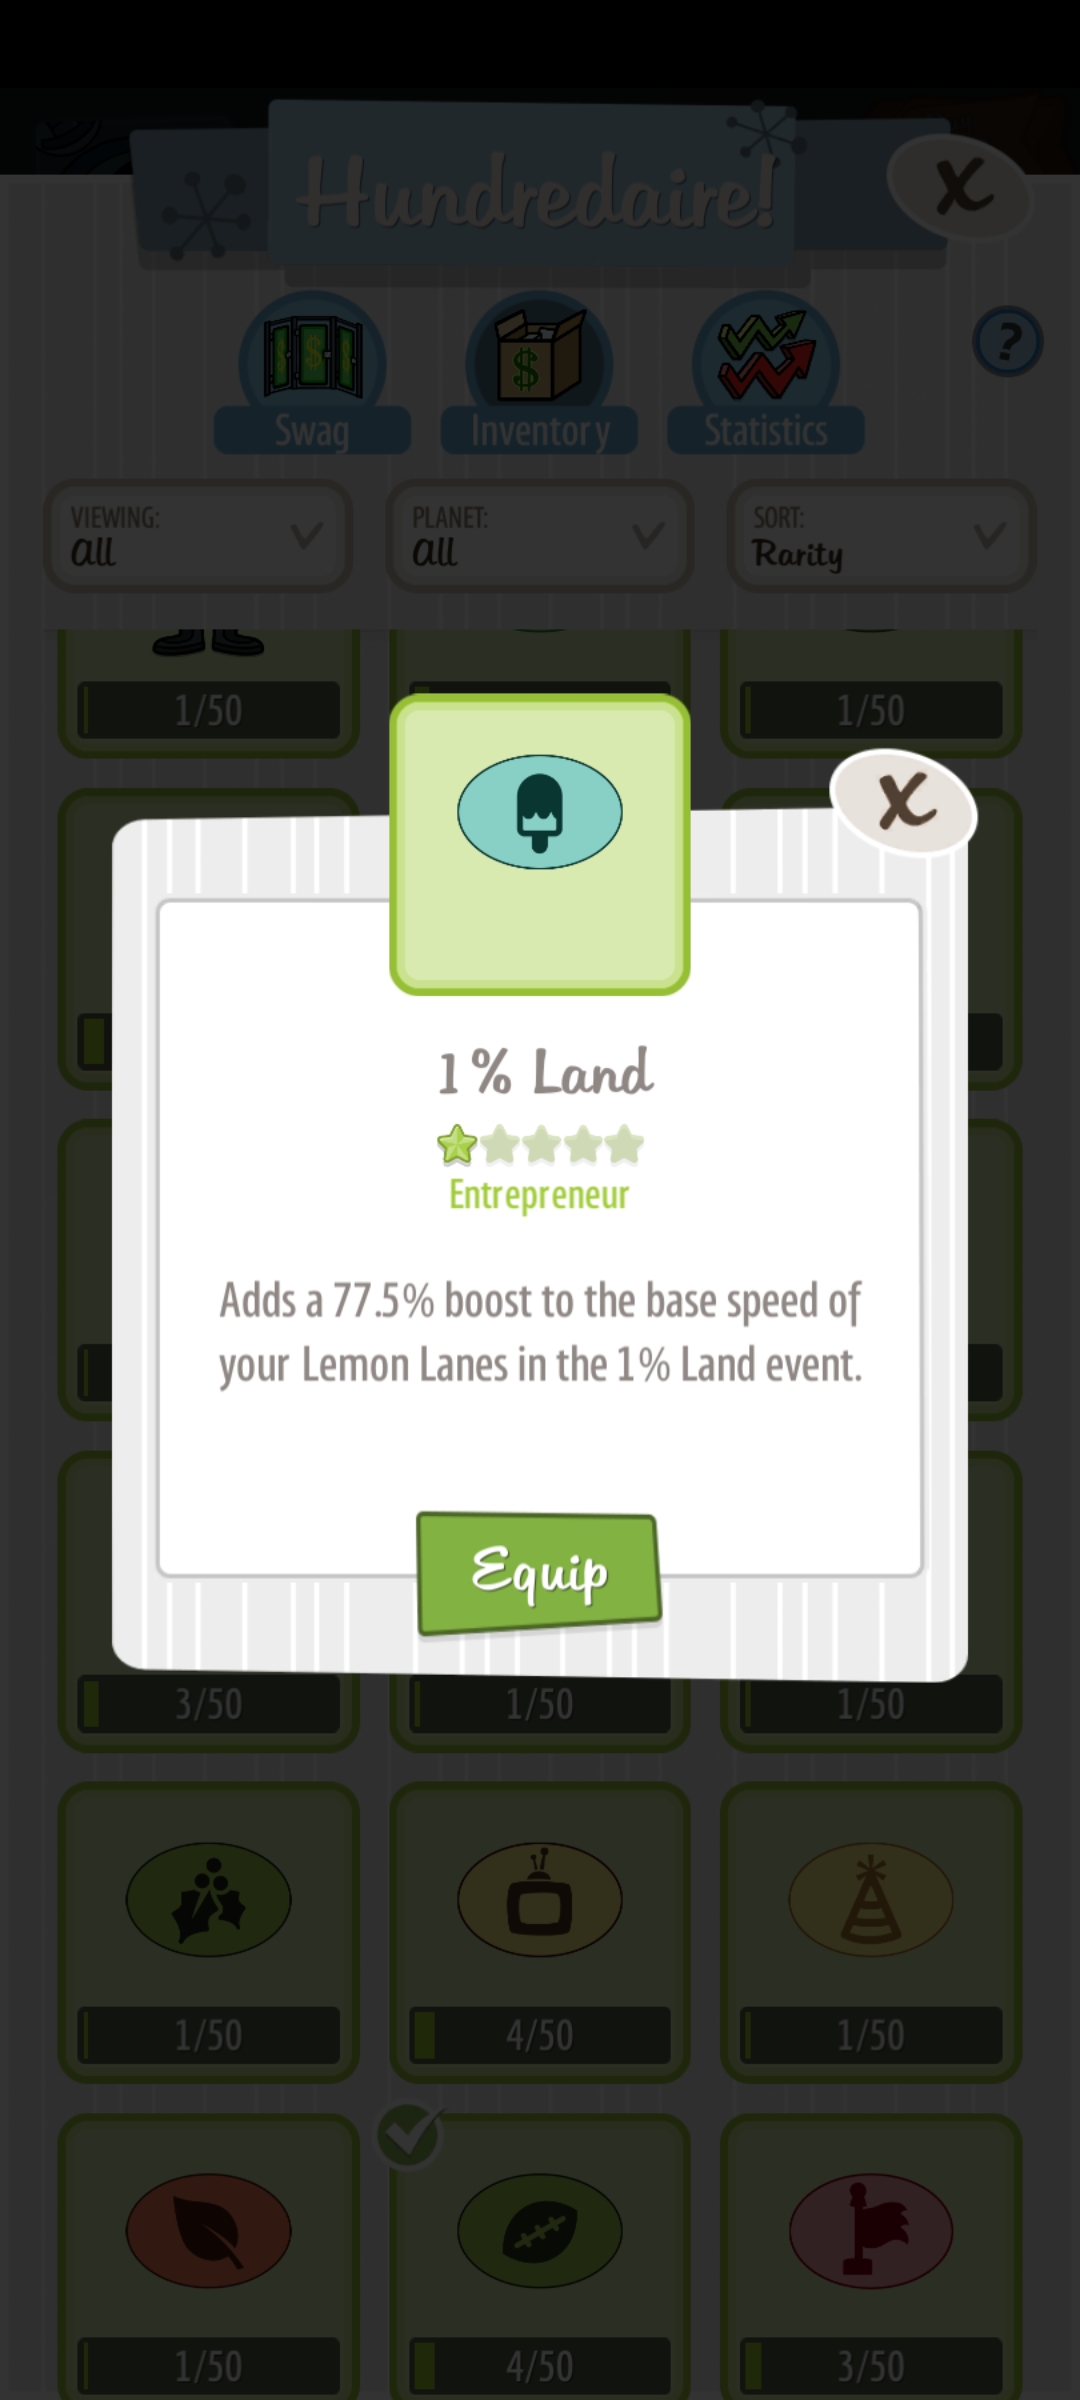 Hundredaire!
X
?
Swag
Inventory
Statistics
VIEWING:
All
PLANET:
All
SORT:
Rarity
1/50
1/50
X
1% Land
Entrepreneur
Adds a 77.5% boost to the base speed of
your Lemon Lanes in the 1% Land event.
Equip
3/50
1/50
1/50
1/50
4/50
1/50
1/50
4/50
3/50